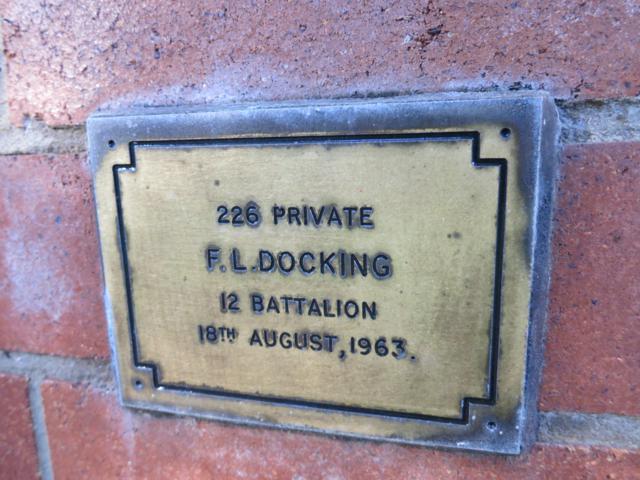 226 PRIVATE
F.L.DOCKING
12 BATTALION
18TH AUGUST, 1963.